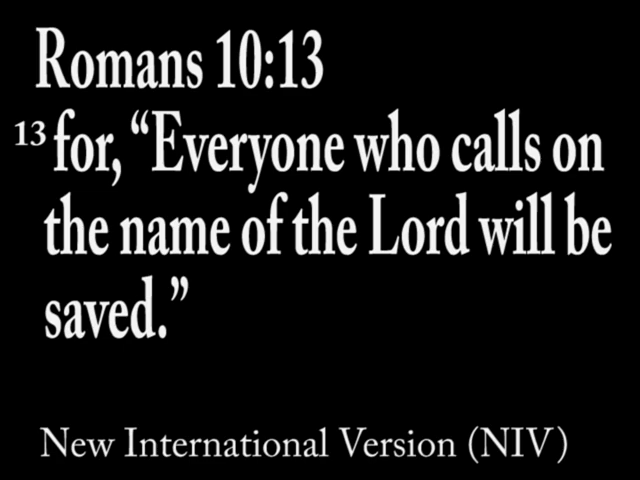 Romans 10:13
13 for, “Everyone who calls on
the name of the Lord will be
saved.”
New International Version (NIV)